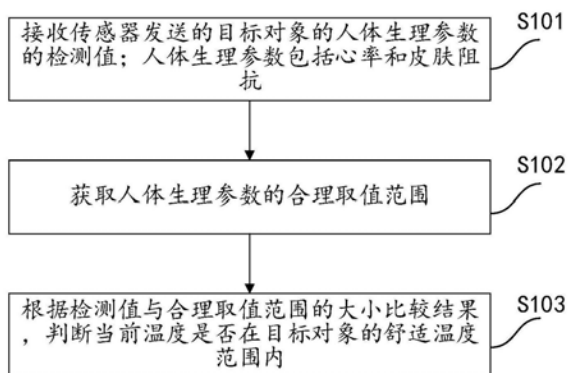 S101
接收传感器发送的目标对象的人体生理参数
的检测值；人体生理参数包括心率和皮肤阻
抗
S102
获取人体生理参数的合理取值范围
S103
根据检测值与合理取值范围的大小比较结果
，判断当前温度是否在目标对象的舒适温度
范围内